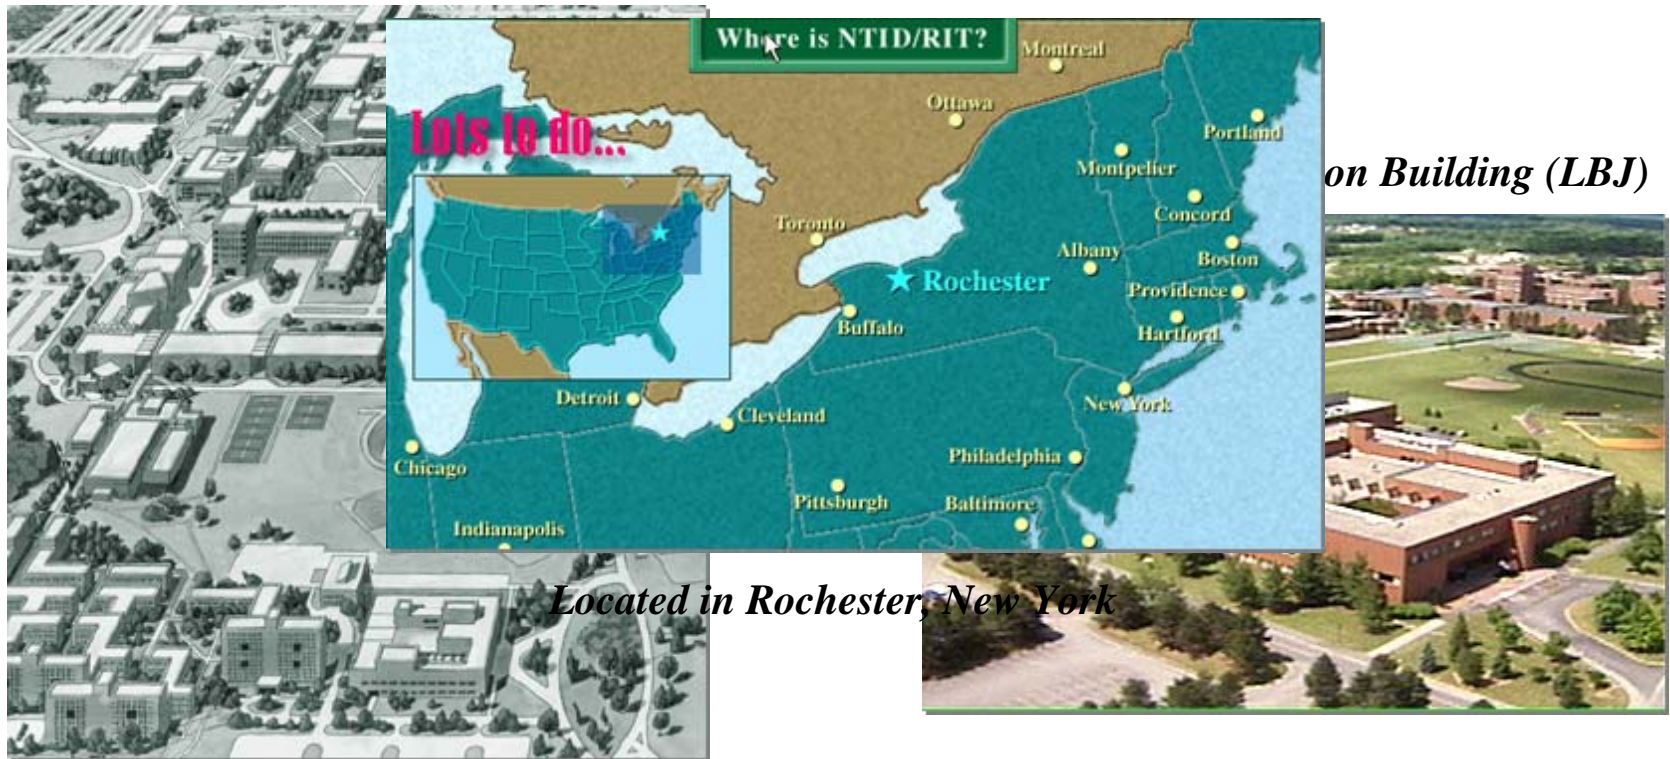 Where is NTID/RIT?
Montreal
Ottawa
Lots to do...
Portland
Montpelier
on Building (LBJ)
Concord
Toronto
Albany
Boston
Rochester
Providence
Buffalo
Hartford
Detroit
New York
Cleveland
Philadelphia
Chicago
Pittsburgh
Baltimore
Indianapolis
Located in Rochester, New York